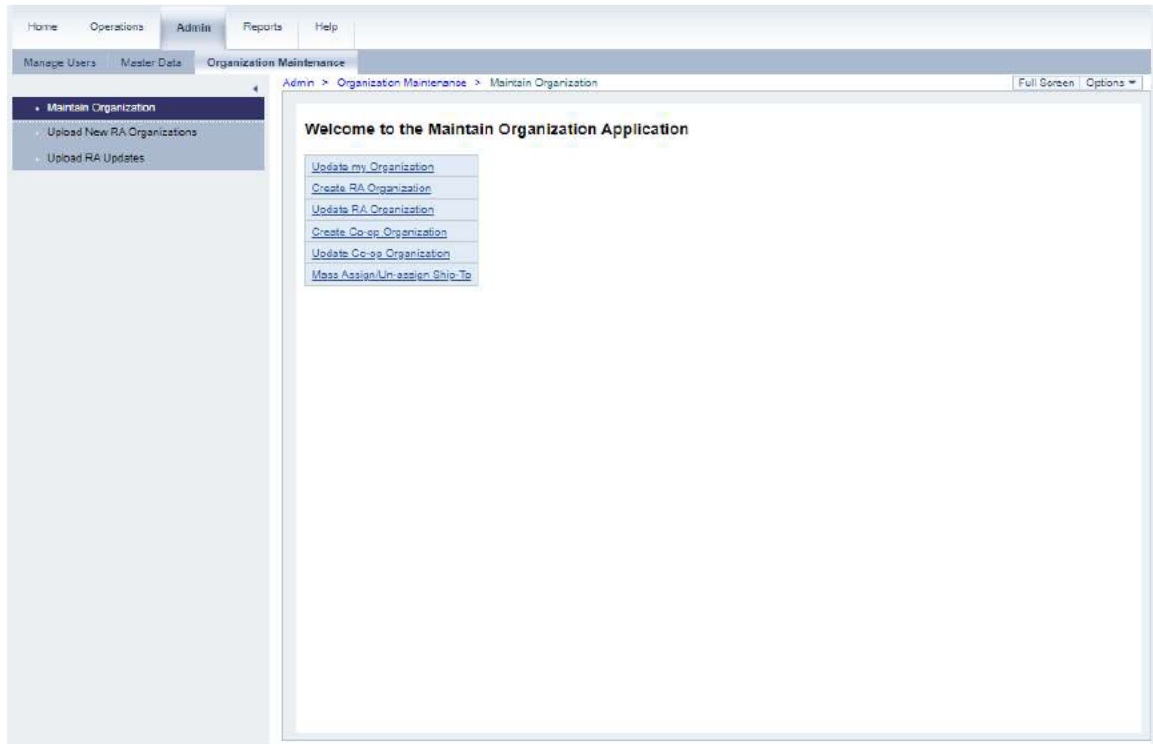 Home Operations Admin Reports Help
Manage Users Master Data Organization Maintenance
Admin > Organization Maintenance > Maintain Organization Full Screen Options
Maintain Organization
Upload New RA Organizations
Upload RA Updates
Welcome to the Maintain Organization Application
Update my Organization
Create RA Organization
Update RA Organization
Create Co-op Organization
Update Co-op Organization
Mass Assign/Un-assign Ship-To